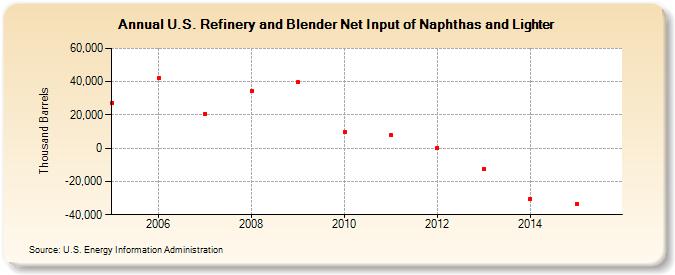 Annual U.S. Refinery and Blender Net Input of Naphthas and Lighter
Thousand Barrels
60,000
40,000
20,000
0
-20,000
-40,000
2006 2008 2010 2012 2014
Source: U.S. Energy Information Administration